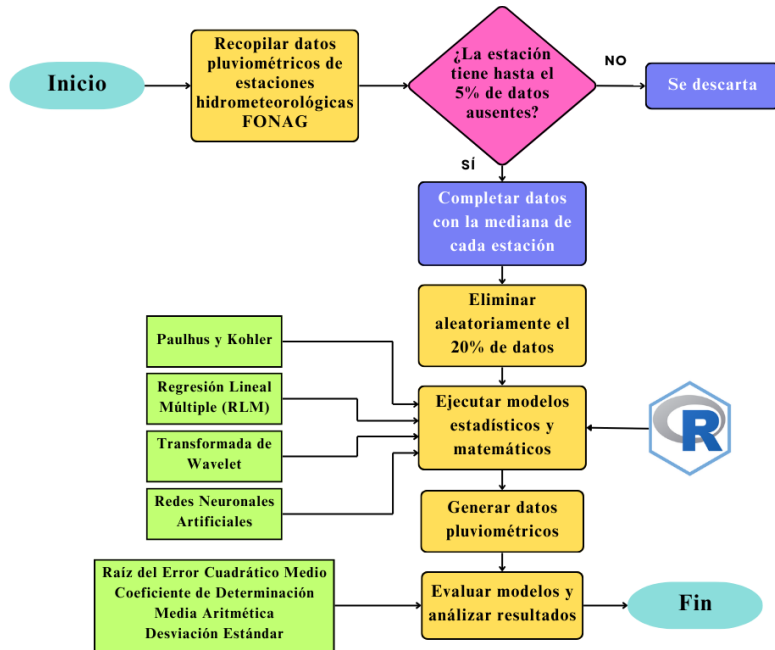 Inicio
Recopilar datos
pluviométricos de
estaciones
hidrometeorológicas
FONAG
¿La estación
tiene hasta el
5% de datos
ausentes?
NO
Se descarta
SÍ
Completar datos
con la mediana de
cada estación
Eliminar
aleatoriamente el
20% de datos
Paulhus y Kohler
Regresión Lineal
Múltiple (RLM)
Transformada de
Wavelet
Redes Neuronales
Artificiales
Ejecutar modelos
estadísticos y
matemáticos
R
Generar datos
pluviométricos
Raíz del Error Cuadrático Medio
Coeficiente de Determinación
Media Aritmética
Desviación Estándar
Evaluar modelos y
análizar resultados
Fin